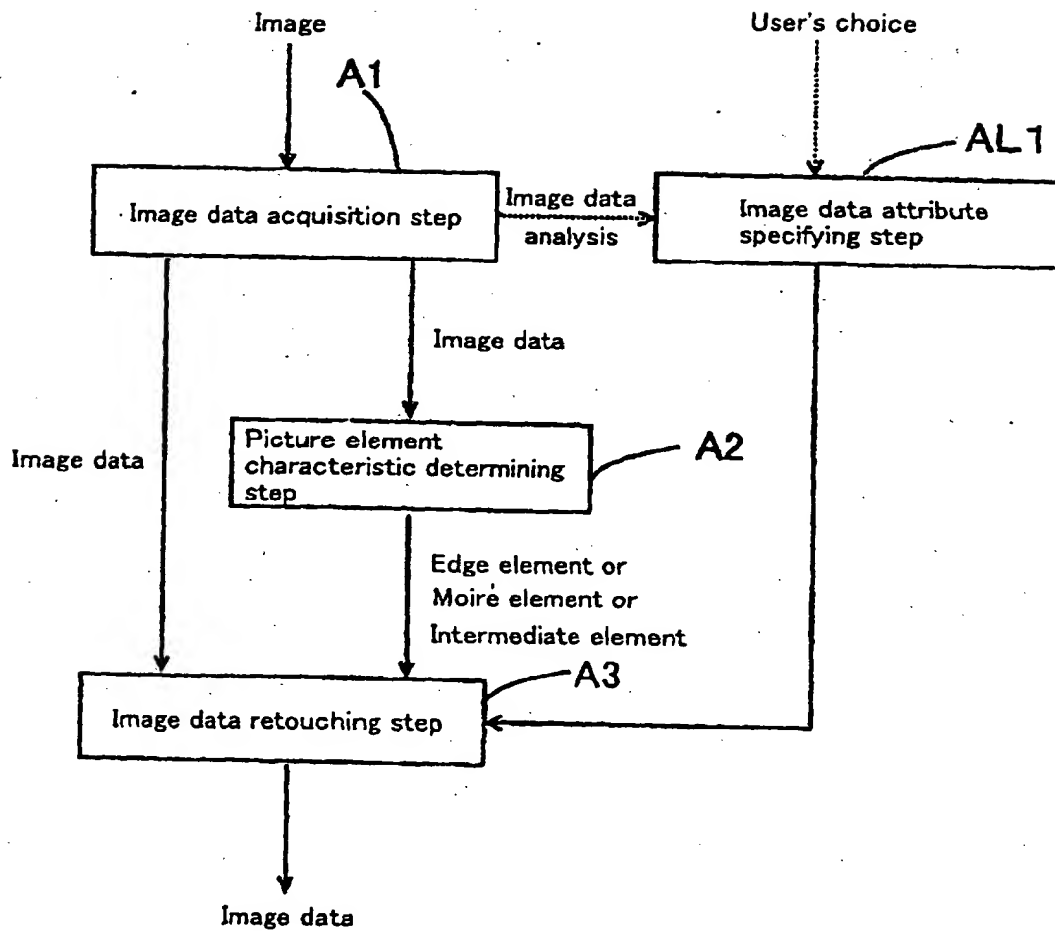 Image
User's choice
A1
AL1
Image data acquisition step
Image data
analysis
Image data attribute
specifying step
Image data
Picture element
characteristic determining
step
A2
Image data
Edge element or
Moiré element or
Intermediate element
A3
Image data retouching step
Image data